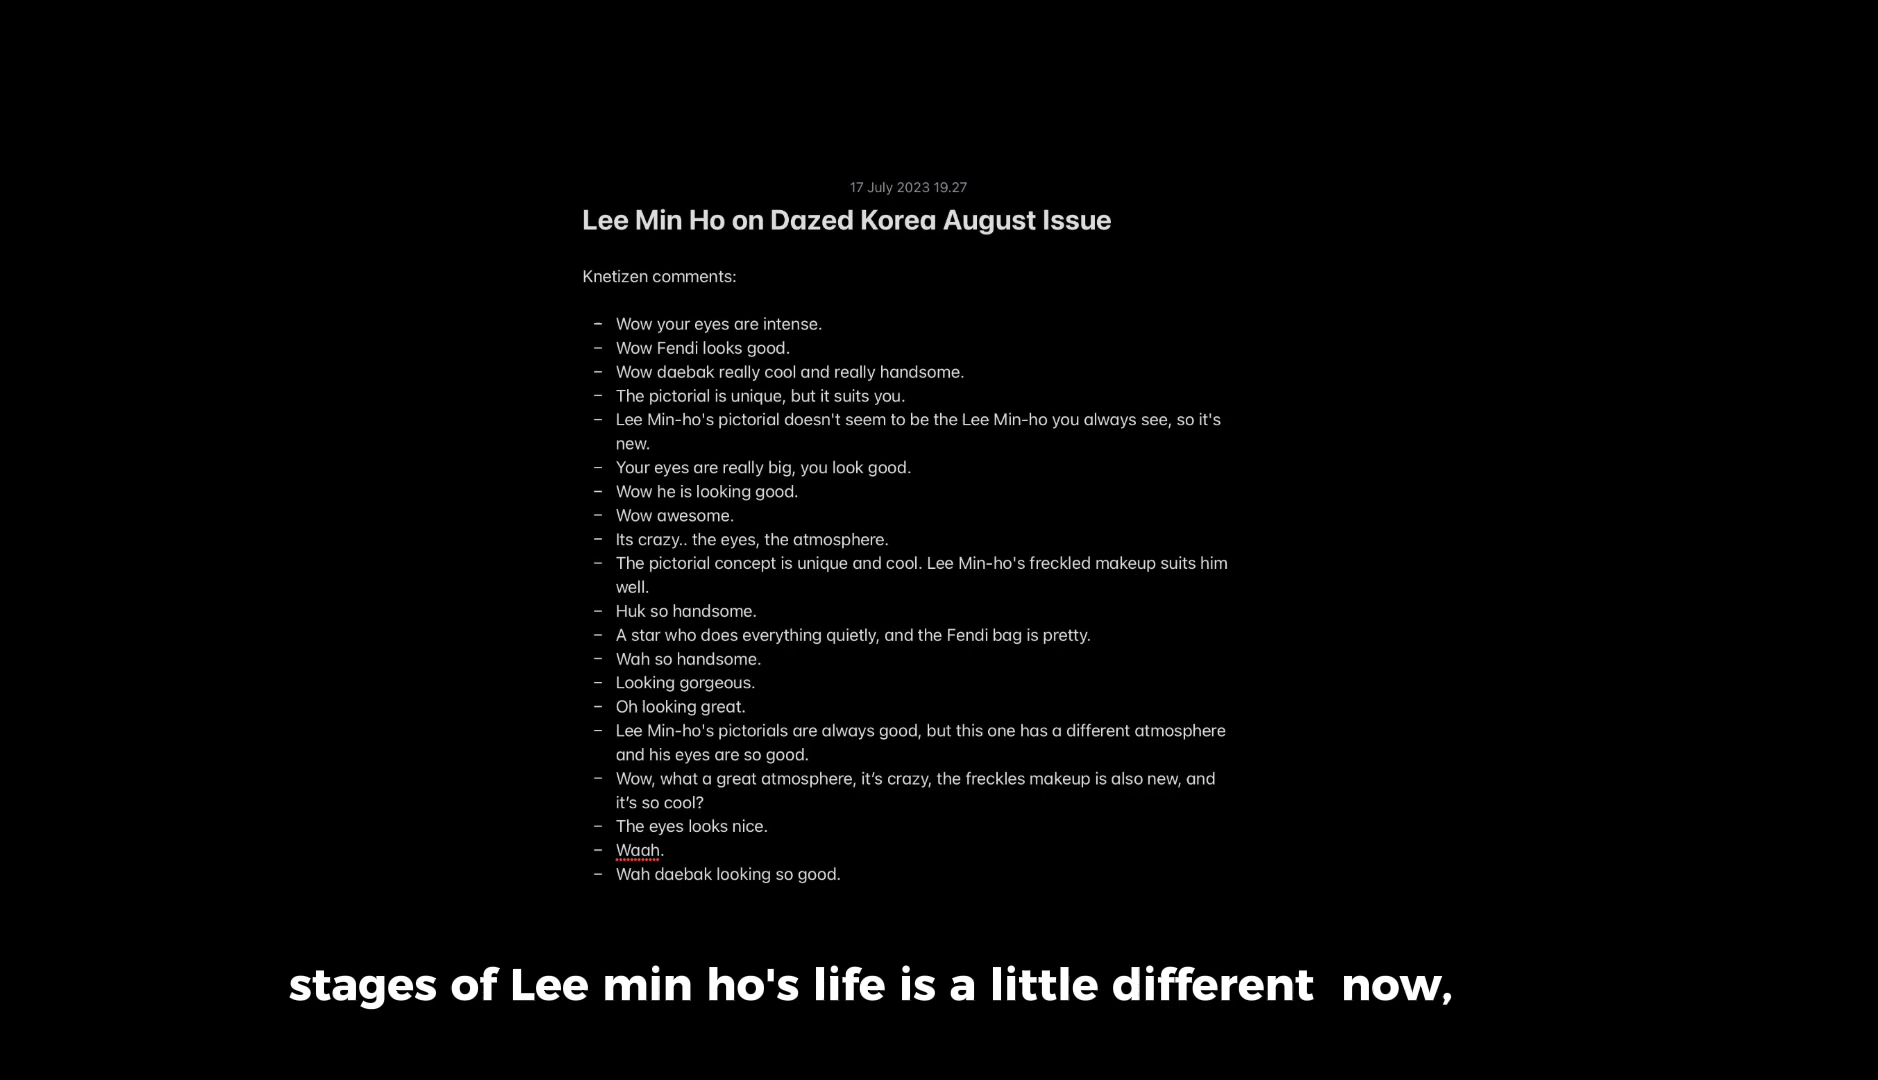 17 July 2023 19.27
Lee Min Ho on Dazed Korea August Issue
Knetizen comments:
– Wow your eyes are intense.
– Wow Fendi looks good.
– Wow daebak really cool and really handsome.
– The pictorial is unique, but it suits you.
– Lee Min-ho's pictorial doesn't seem to be the Lee Min-ho you always see, so it's
new.
– Your eyes are really big, you look good.
– Wow he is looking good.
– Wow awesome.
– Its crazy.. the eyes, the atmosphere.
– The pictorial concept is unique and cool. Lee Min-ho's freckled makeup suits him
well.
– Huk so handsome.
– A star who does everything quietly, and the Fendi bag is pretty.
– Wah so handsome.
– Looking gorgeous.
– Oh looking great.
– Lee Min-ho's pictorials are always good, but this one has a different atmosphere
and his eyes are so good.
– Wow, what a great atmosphere, it’s crazy, the freckles makeup is also new, and
it’s so cool?
– The eyes looks nice.
– Waah.
– Wah daebak looking so good.
stages of Lee min ho's life is a little different now,